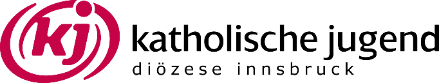 kj katholische jugend
diözese innsbruck